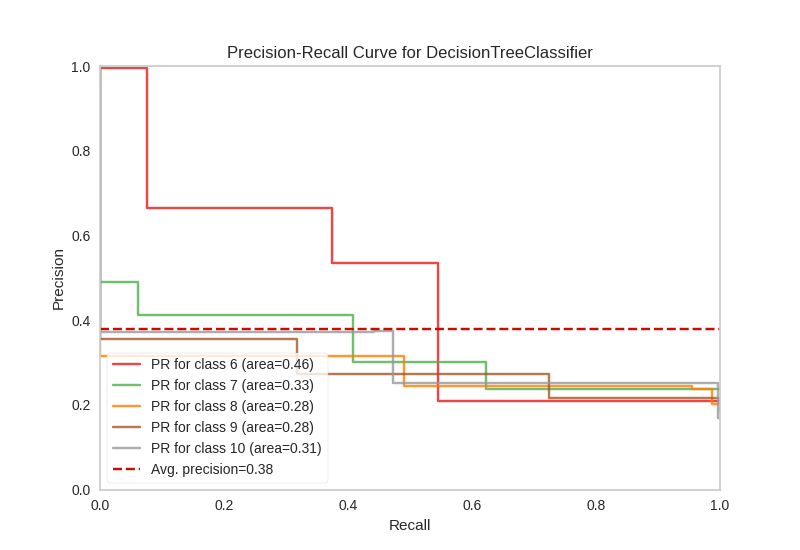 Precision-Recall Curve for DecisionTreeClassifier
1.0
0.8
0.6
0.4
0.2
0.0
Precision
PR for class 6 (area=0.46)
PR for class 7 (area=0.33)
PR for class 8 (area=0.28)
PR for class 9 (area=0.28)
PR for class 10 (area=0.31)
Avg. precision=0.38
0.0 0.2 0.4 0.6 0.8 1.0
Recall